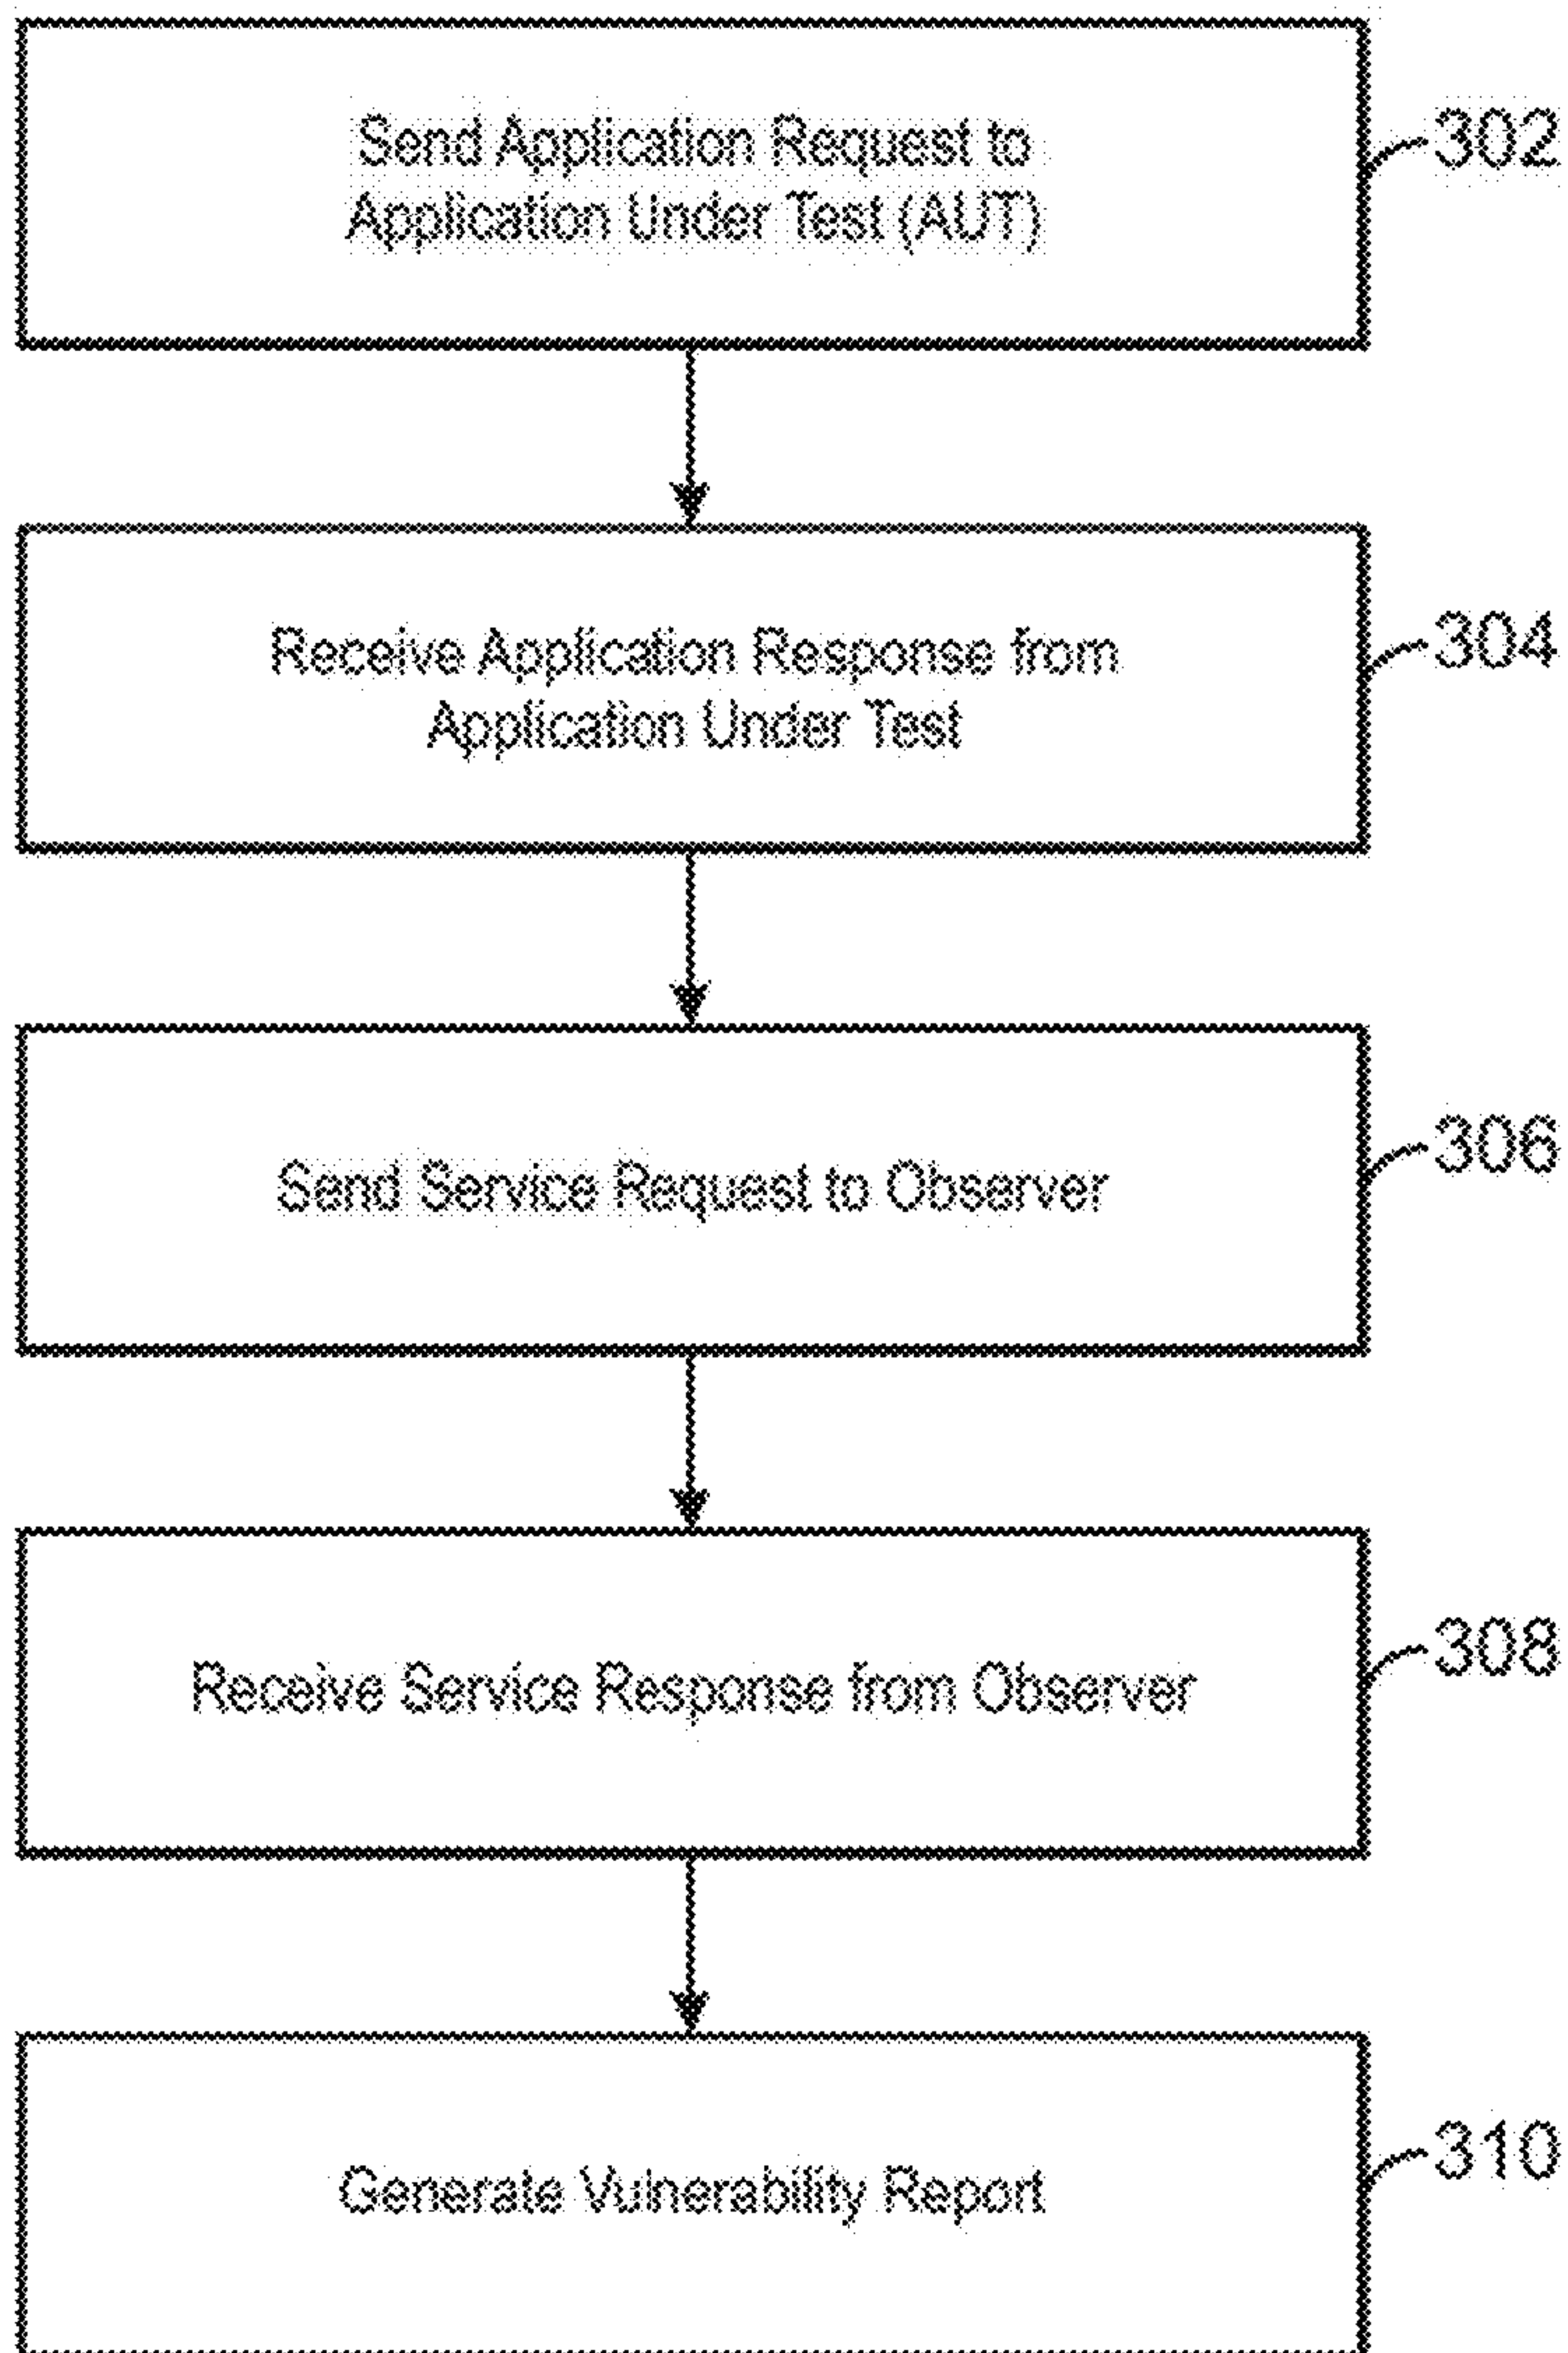 Send Application Request to
Application Under Test (AUT)
302
Receive Application Response from
Application Under Test
304
Send Service Request to Observer
306
Receive Service Response from Observer
308
Generate Vulnerability Report
310